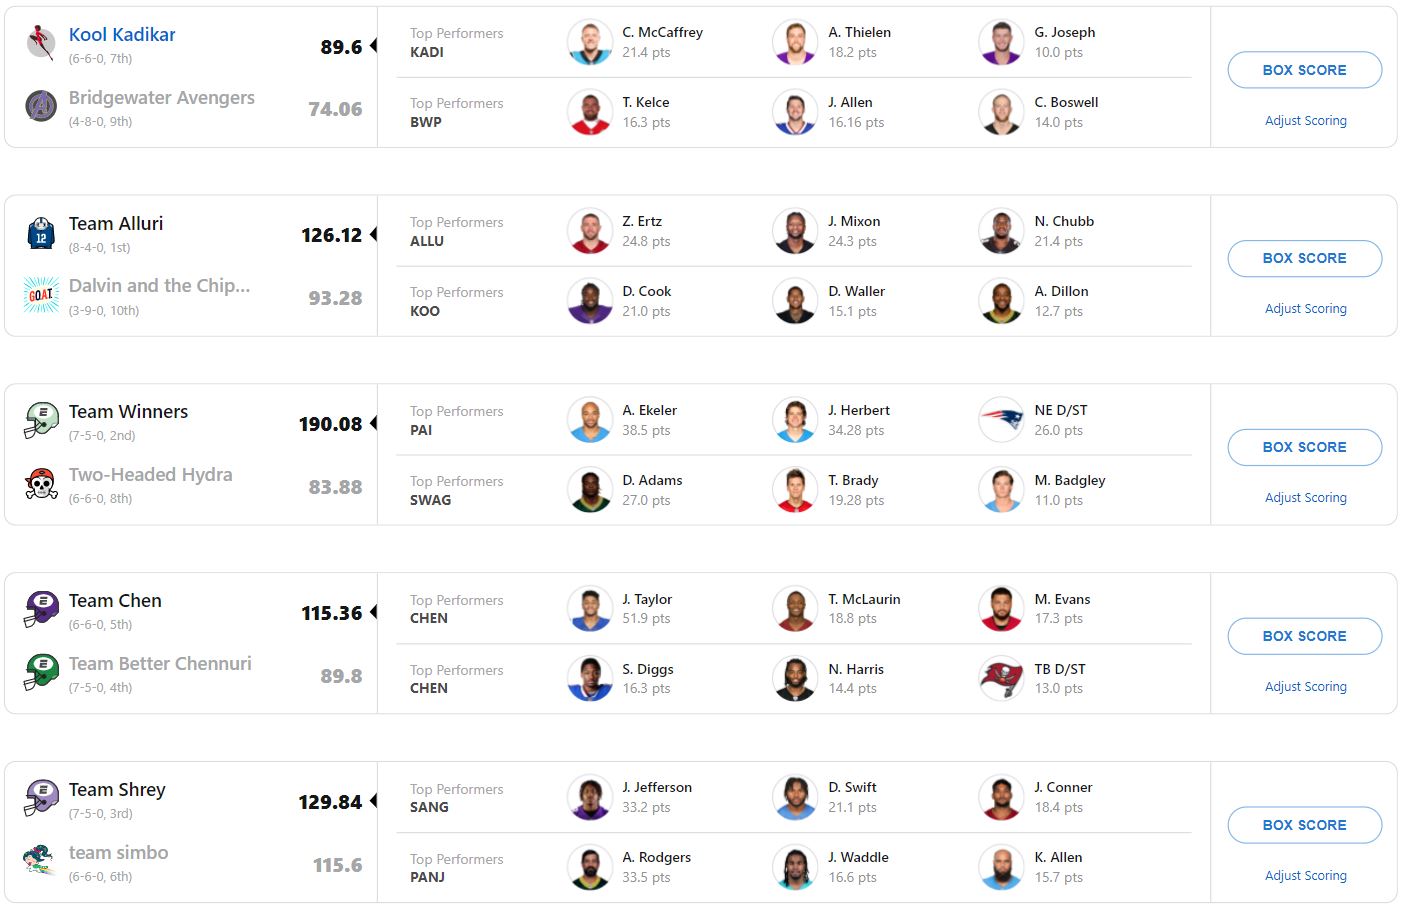 Kool Kadikar
(6-6-0, 7th)
89.6
Top Performers
KADI
C. McCaffrey
21.4 pts
A. Thielen
18.2 pts
G. Joseph
10.0 pts
Bridgewater Avengers
(4-8-0, 9th)
74.06
Top Performers
BWP
T. Kelce
16.3 pts
J. Allen
16.16 pts
C. Boswell
14.0 pts
BOX SCORE
Adjust Scoring
12
Team Alluri
(8-4-0, 1st)
126.12
Top Performers
ALLU
Z. Ertz
24.8 pts
J. Mixon
24.3 pts
N. Chubb
21.4 pts
G.O.A.T.
Dalvin and the Chip...
(3-9-0, 10th)
93.28
Top Performers
KOO
D. Cook
21.0 pts
D. Waller
15.1 pts
A. Dillon
12.7 pts
BOX SCORE
Adjust Scoring
E
Team Winners
(7-5-0, 2nd)
190.08
Top Performers
PAI
A. Ekeler
38.5 pts
J. Herbert
34.28 pts
NE D/ST
26.0 pts
Two-Headed Hydra
(6-6-0, 8th)
83.88
Top Performers
SWAG
D. Adams
27.0 pts
T. Brady
19.28 pts
M. Badgley
11.0 pts
BOX SCORE
Adjust Scoring
E
Team Chen
(6-6-0, 5th)
115.36
Top Performers
CHEN
J. Taylor
51.9 pts
T. McLaurin
18.8 pts
M. Evans
17.3 pts
E
Team Better Chennuri
(7-5-0, 4th)
89.8
Top Performers
CHEN
S. Diggs
16.3 pts
N. Harris
14.4 pts
TB D/ST
13.0 pts
BOX SCORE
Adjust Scoring
E
Team Shrey
(7-5-0, 3rd)
129.84
Top Performers
SANG
J. Jefferson
33.2 pts
D. Swift
21.1 pts
J. Conner
18.4 pts
team simbo
(6-6-0, 6th)
115.6
Top Performers
PANJ
A. Rodgers
33.5 pts
J. Waddle
16.6 pts
K. Allen
15.7 pts
BOX SCORE
Adjust Scoring